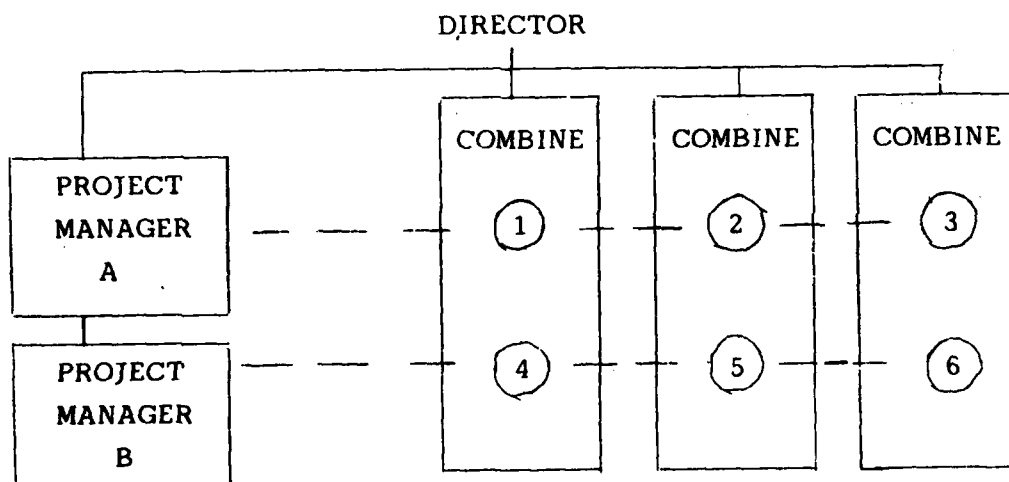 DIRECTOR
COMBINE COMBINE COMBINE
PROJECT
MANAGER
A
1 2 3
PROJECT
MANAGER
B
4 5 6